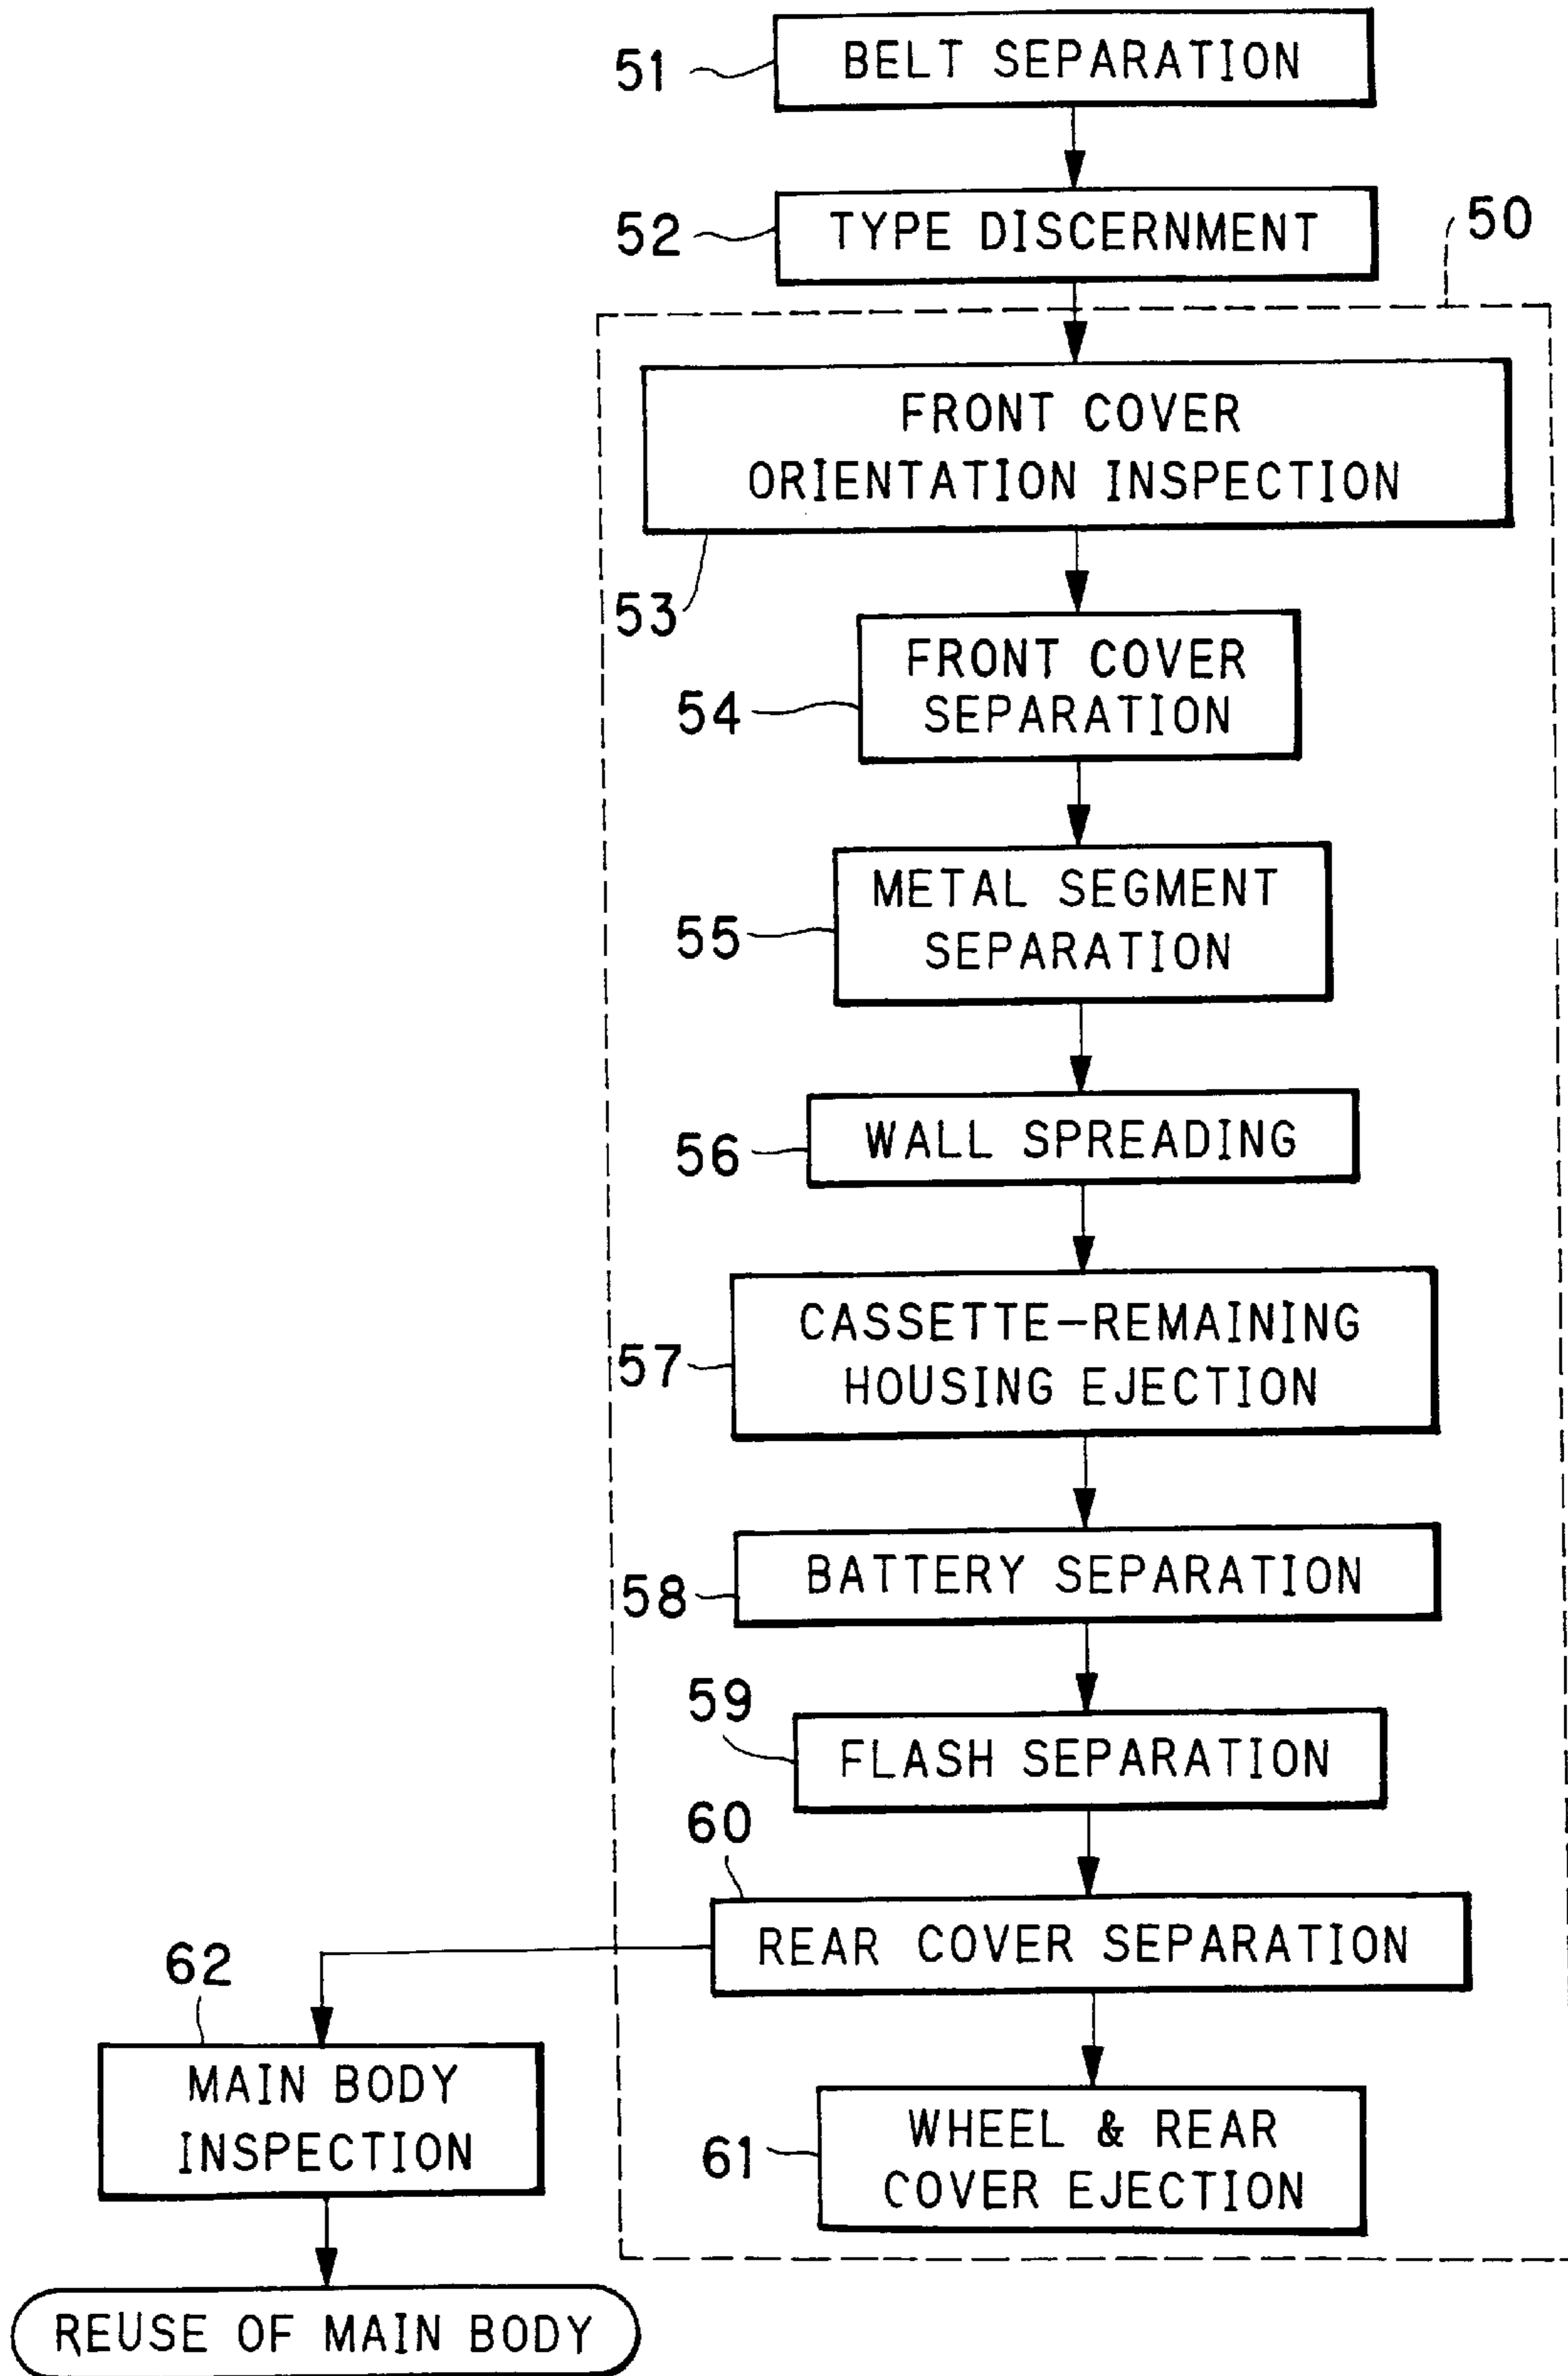 51
BELT SEPARATION
52
TYPE DISCERNMENT
50
FRONT COVER
ORIENTATION INSPECTION
53
54
FRONT COVER
SEPARATION
55
METAL SEGMENT
SEPARATION
56
WALL SPREADING
57
CASSETTE-REMAINING
HOUSING EJECTION
58
BATTERY SEPARATION
59
FLASH SEPARATION
60
REAR COVER SEPARATION
62
MAIN BODY
INSPECTION
61
WHEEL & REAR
COVER EJECTION
REUSE OF MAIN BODY